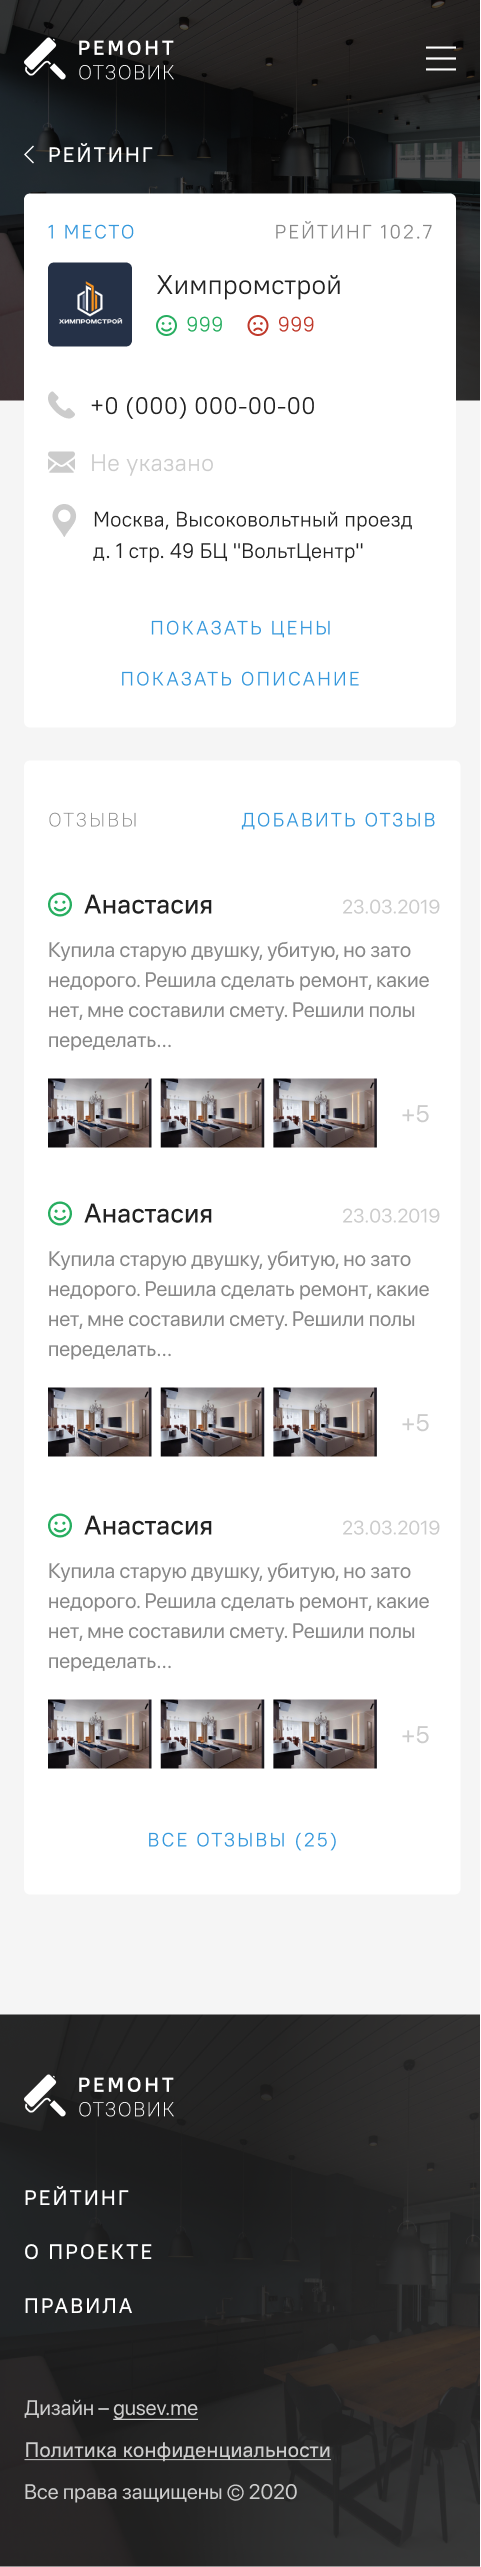 РЕМОНТ
ОТЗОВИК
РЕЙТИНГ
1 МЕСТО
РЕЙТИНГ 102.7
ХИМПРОМСТРОЙ
Химпромстрой
999 999
+0 (000) 000-00-00
Не указано
Москва, Высоковольтный проезд
д. 1 стр. 49 БЦ "ВольтЦентр"
ПОКАЗАТЬ ЦЕНЫ
ПОКАЗАТЬ ОПИСАНИЕ
ОТЗЫВЫ
ДОБАВИТЬ ОТЗЫВ
Анастасия
23.03.2019
Купила старую двушку, убитую, но зато
недорого. Решила сделать ремонт, какие
нет, мне составили смету. Решили полы
переделать...
+5
Анастасия
23.03.2019
Купила старую двушку, убитую, но зато
недорого. Решила сделать ремонт, какие
нет, мне составили смету. Решили полы
переделать...
+5
Анастасия
23.03.2019
Купила старую двушку, убитую, но зато
недорого. Решила сделать ремонт, какие
нет, мне составили смету. Решили полы
переделать...
+5
ВСЕ ОТЗЫВЫ (25)
РЕМОНТ
ОТЗОВИК
РЕЙТИНГ
О ПРОЕКТЕ
ПРАВИЛА
Дизайн – gusev.me
Политика конфиденциальности
Все права защищены © 2020